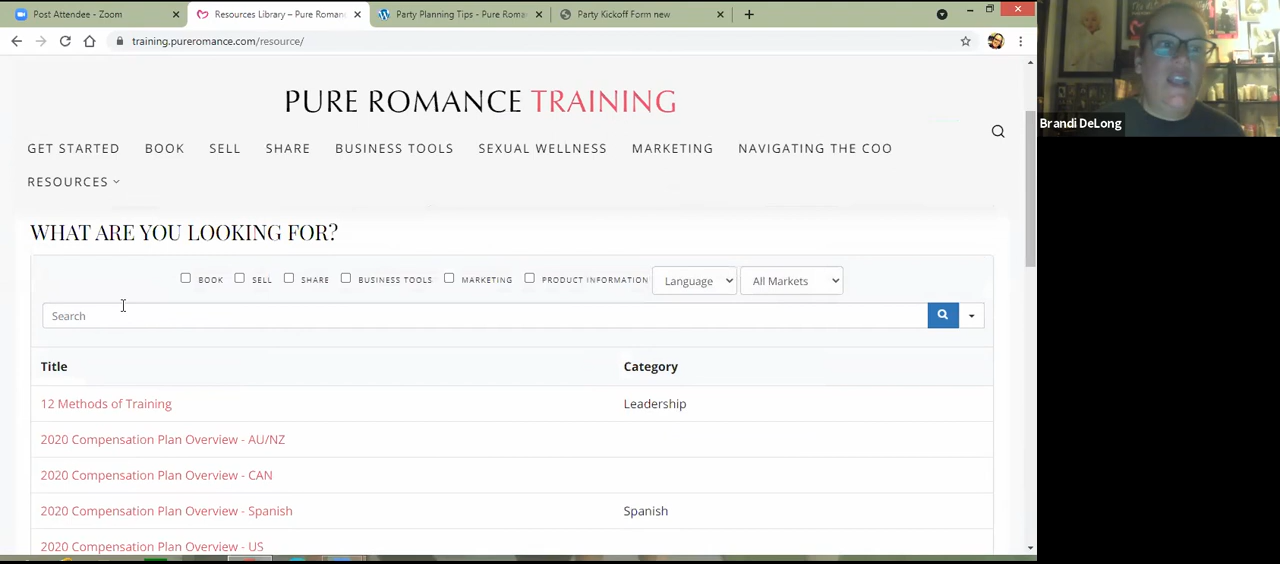 Post Attendee - Zoom
Resources Library – Pure Romanc
Party Planning Tips - Pure Roma
Party Kickoff Form new
training.pureromance.com/resource/
Brandi DeLong
PURE ROMANCE TRAINING
GET STARTED BOOK SELL SHARE BUSINESS TOOLS SEXUAL WELLNESS MARKETING NAVIGATING THE COO
RESOURCES
WHAT ARE YOU LOOKING FOR?
BOOK SELL SHARE BUSINESS TOOLS MARKETING PRODUCT INFORMATION Language All Markets
Search
Title Category
12 Methods of Training Leadership
2020 Compensation Plan Overview - AU/NZ
2020 Compensation Plan Overview - CAN
2020 Compensation Plan Overview - Spanish Spanish
2020 Compensation Plan Overview - US